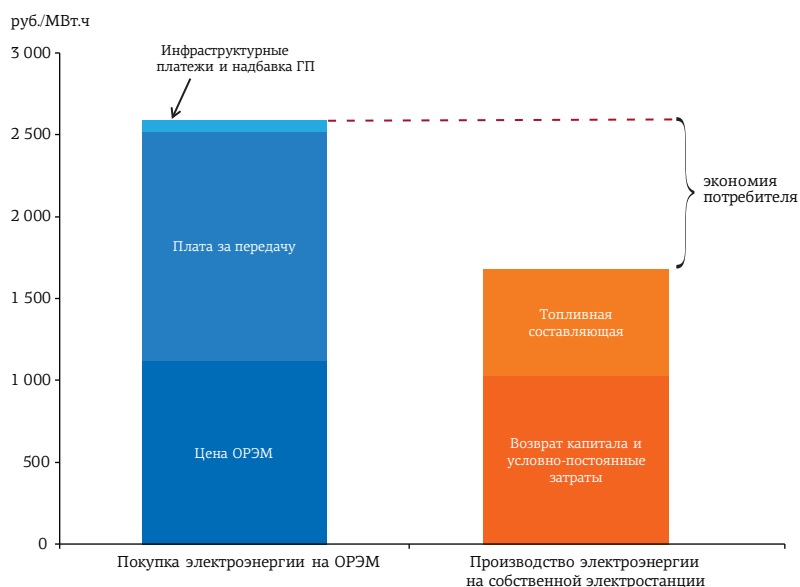 руб./МВт.ч
3 000
2 500
2 000
1 500
1 000
500
0
Инфраструктурные
платежи и надбавка ГП
Плата за передачу
Цена ОРЭМ
экономия
потребителя
Топливная
составляющая
Возврат капитала и
условно-постоянные
затраты
Покупка электроэнергии на ОРЭМ
Производство электроэнергии
на собственной электростанции